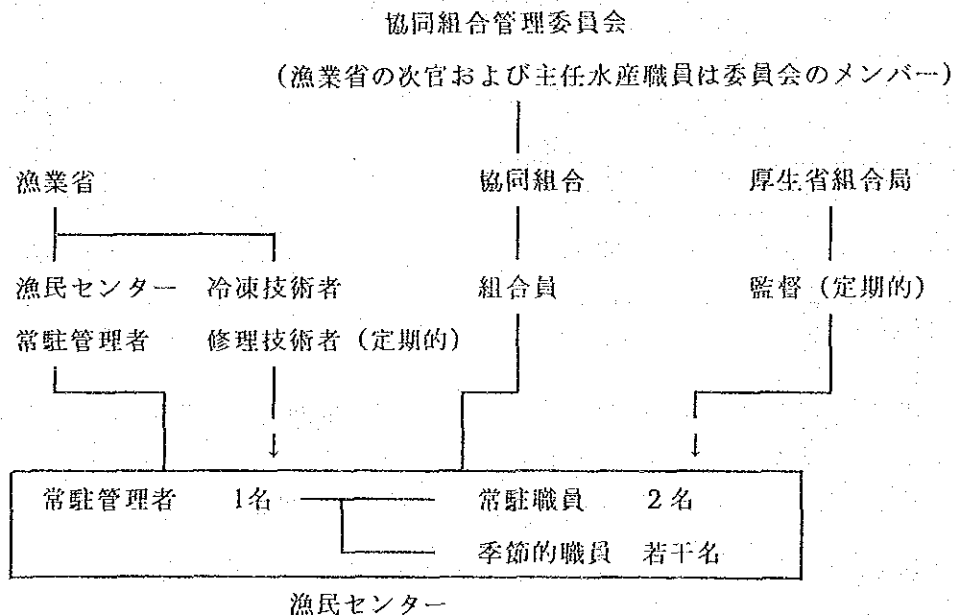 協同組合管理委員会
(漁業省の次官および主任水産職員は委員会のメンバー)
漁業省 協同組合 厚生省組合局
漁民センター 冷凍技術者 組合員 監督(定期的)
常駐管理者 修理技術者(定期的)
常駐管理者 1名 常駐職員 2名
季節的職員 若干名
漁民センター